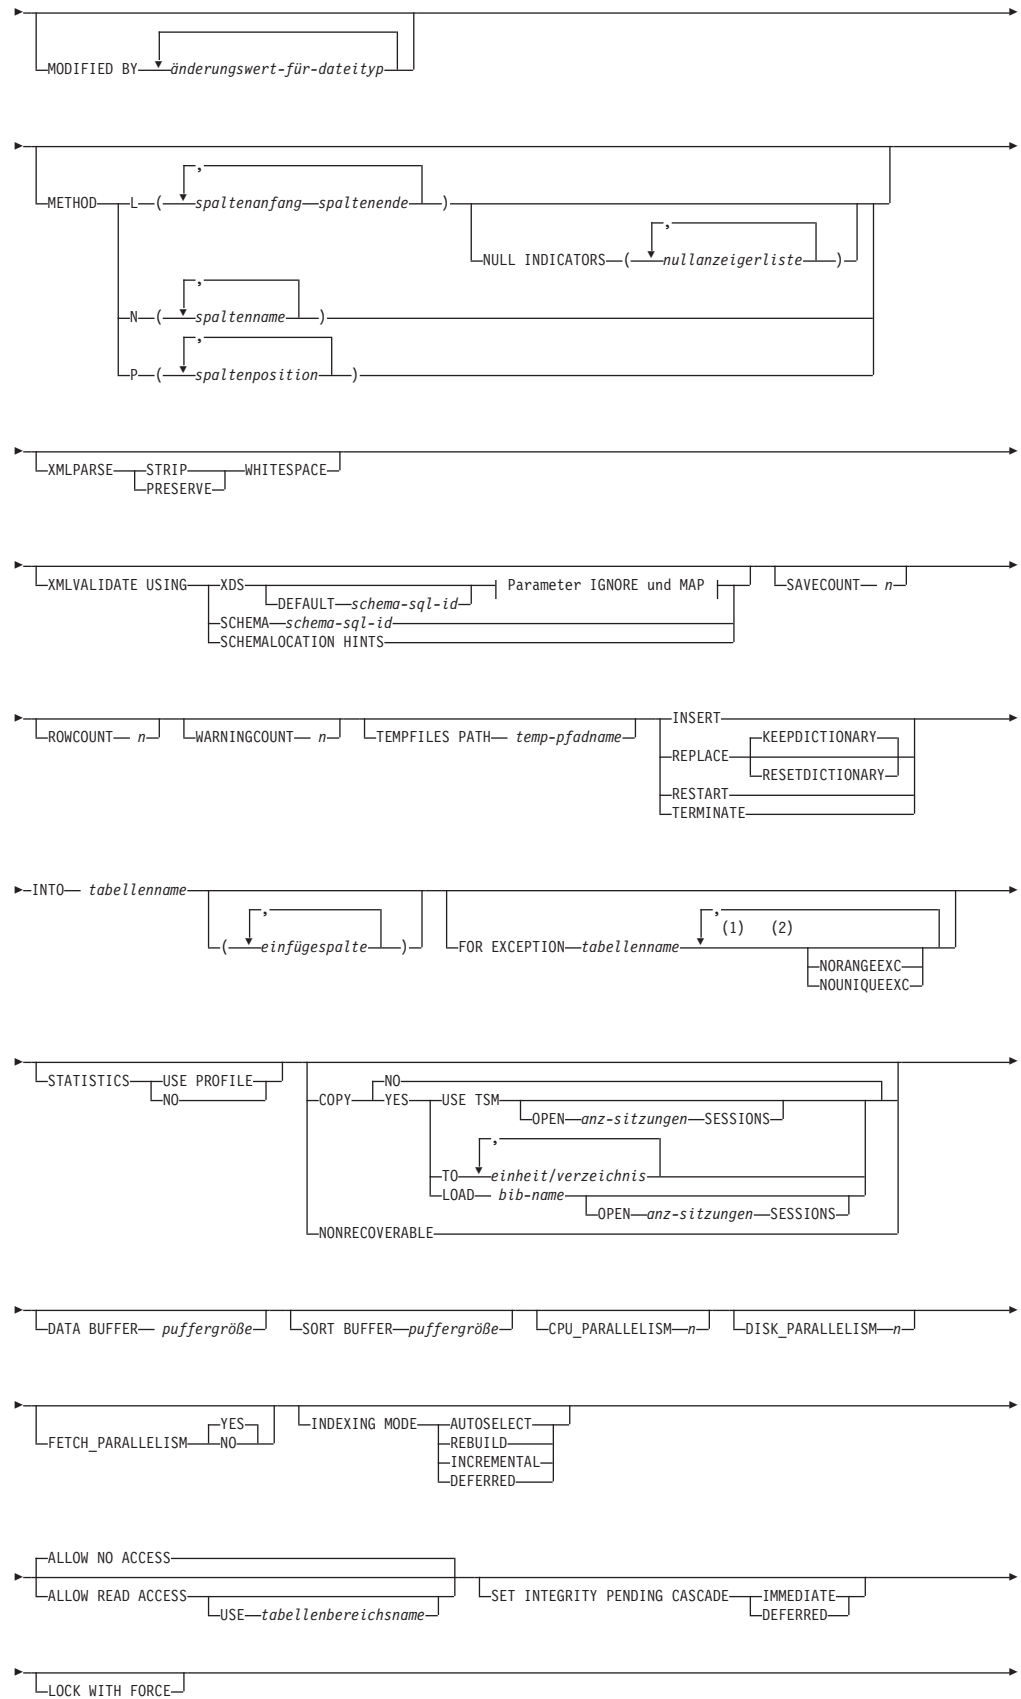 MODIFIED BY änderungswert-für-dateityp
,
METHOD L ( spaltenanfang spaltenende )
,
NULL INDICATORS ( nullanzeigerliste )
,
N ( spaltenname )
,
P ( spaltenposition )
XMLPARSE STRIP WHITESPACE
PRESERVE
XMLVALIDATE USING XDS Parameter IGNORE und MAP SAVECOUNT n
DEFAULT schema-sql-id
SCHEMA schema-sql-id
SCHEMALOCATION HINTS
INSERT
ROWCOUNT n WARNINGCOUNT n TEMPFILES PATH temp-pfadname KEEPDICTIONARY
REPLACE
RESETDICTIONARY
RESTART
TERMINATE
INTO tabellenname
, ,
(1) (2)
( einfügespalte ) FOR EXCEPTION tabellenname
NORANGEEXC
NOUNIQUEEXC
STATISTICS USE PROFILE NO
NO COPY YES USE TSM
OPEN anz-sitzungen SESSIONS
,
TO einheit/verzeichnis
LOAD bib-name
OPEN anz-sitzungen SESSIONS
NONRECOVERABLE
DATA BUFFER puffergröße SORT BUFFER puffergröße CPU_PARALLELISM n DISK_PARALLELISM n
YES INDEXING MODE AUTOSELECT
FETCH_PARALLELISM NO REBUILD
INCREMENTAL
DEFERRED
ALLOW NO ACCESS
ALLOW READ ACCESS SET INTEGRITY PENDING CASCADE IMMEDIATE
USE tabellenbereichsname DEFERRED
LOCK WITH FORCE